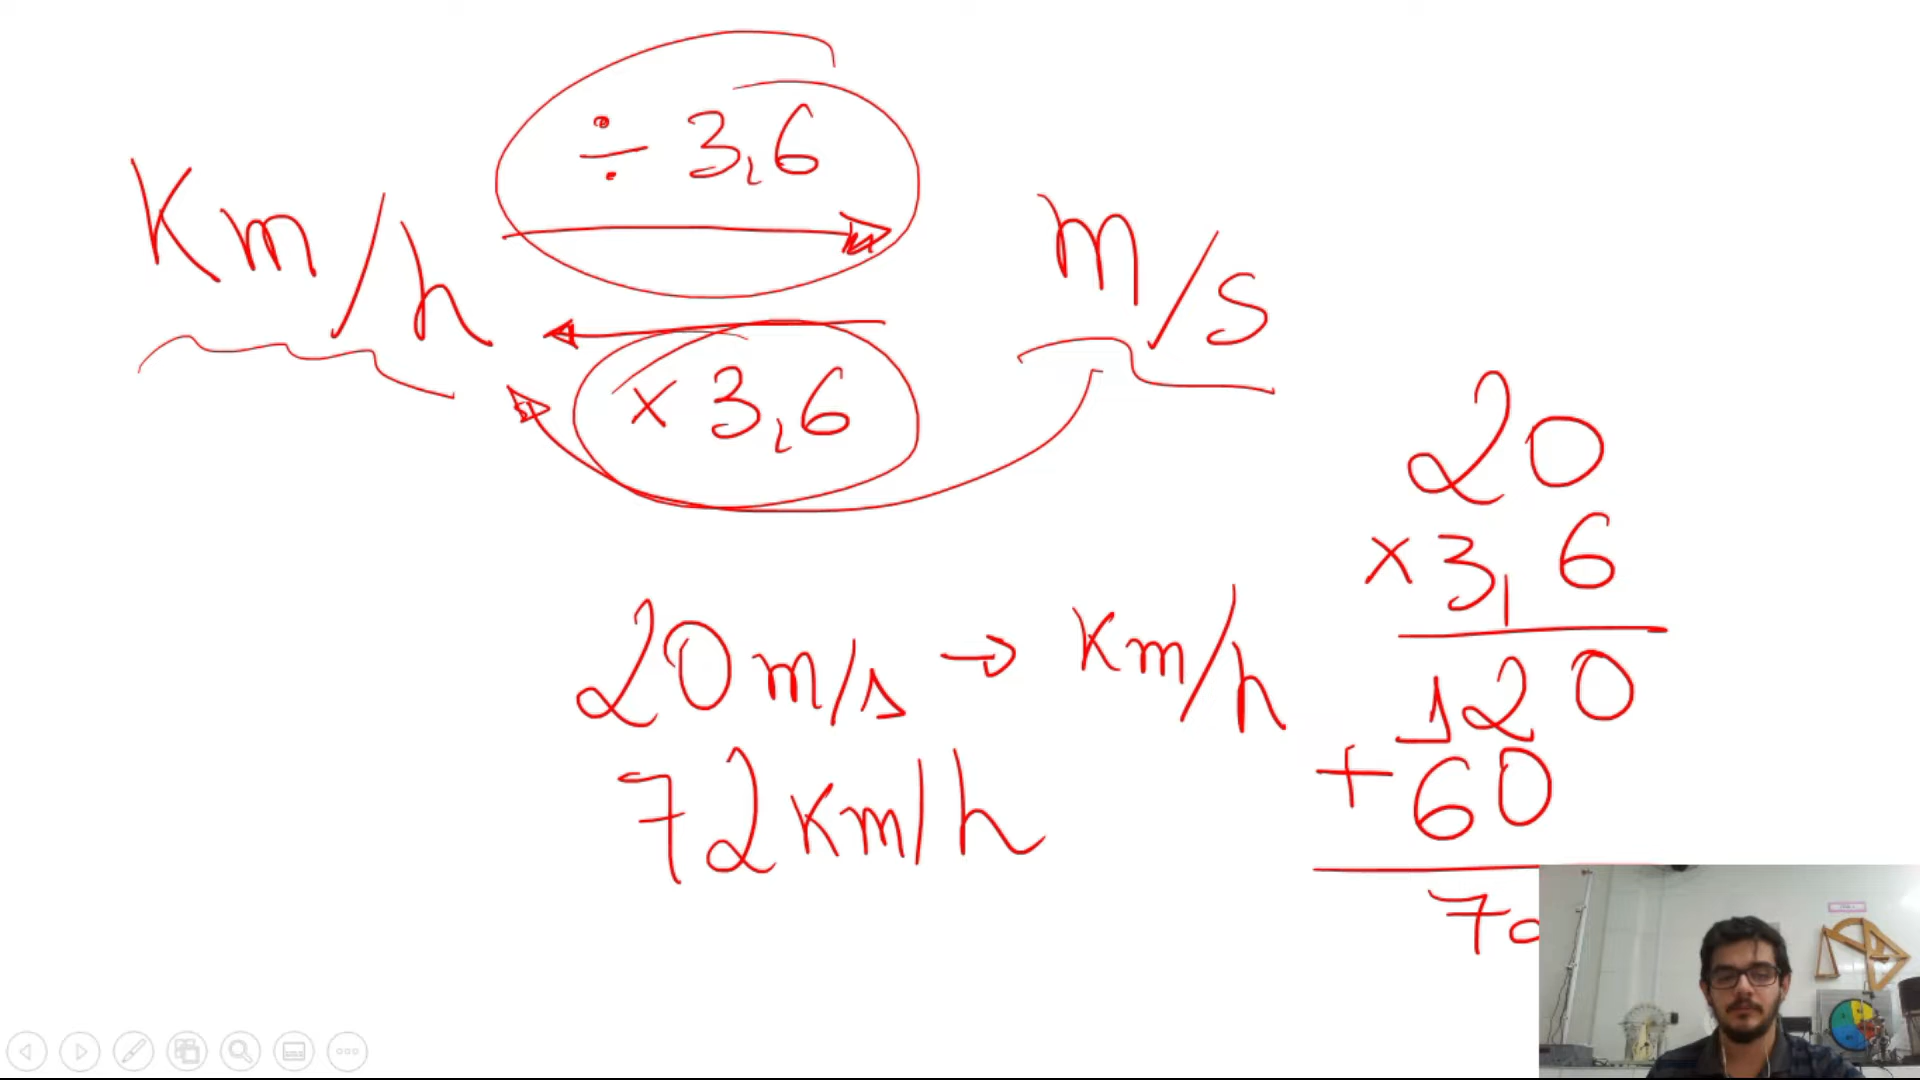 ÷ 3,6
Km/h
m/s
x 3,6
20 m/s → Km/h
72 Km/h
20
x 3,6
120
+ 60